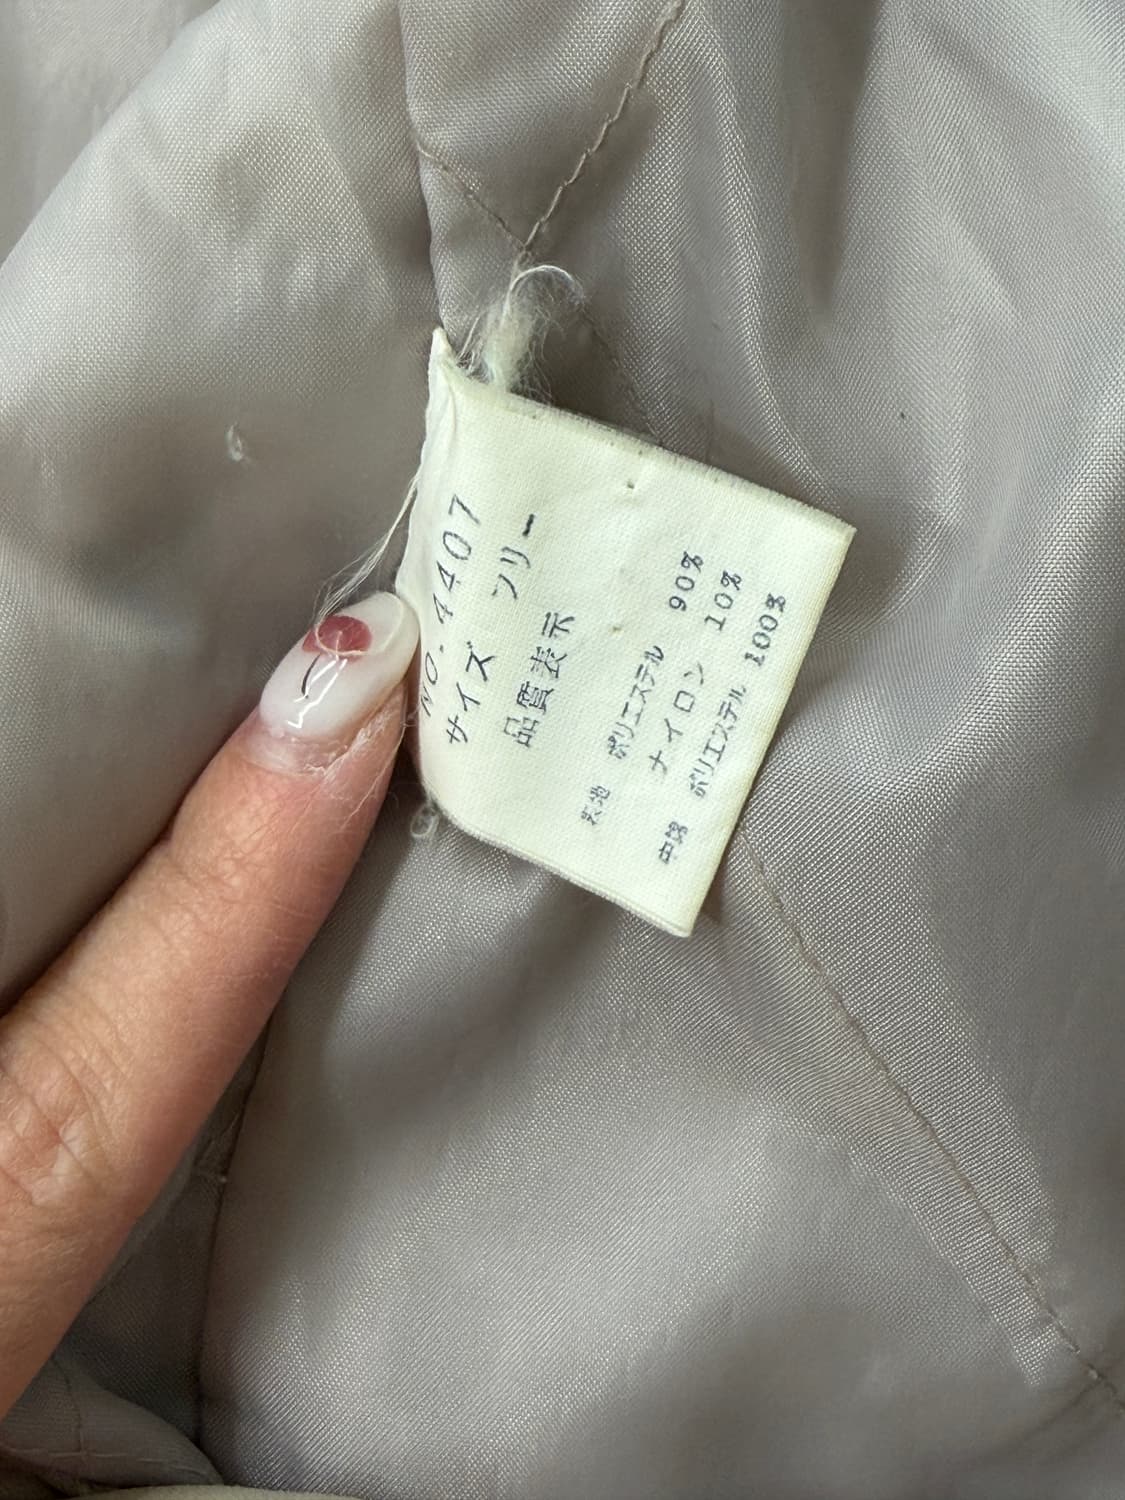 NO. 4407
サイズ フリー
品質表示
表地 ポリエステル 90%
ナイロン 10%
中綿 ポリエステル 100%